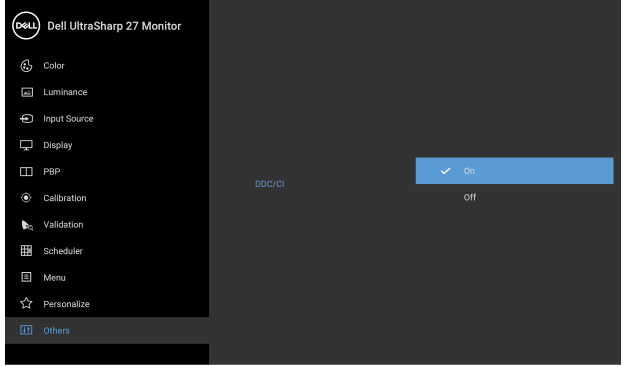 DELL Dell UltraSharp 27 Monitor
Color
Luminance
Input Source
Display
PBP
Calibration
Validation
Scheduler
Menu
Personalize
Others
DDC/CI
On
Off